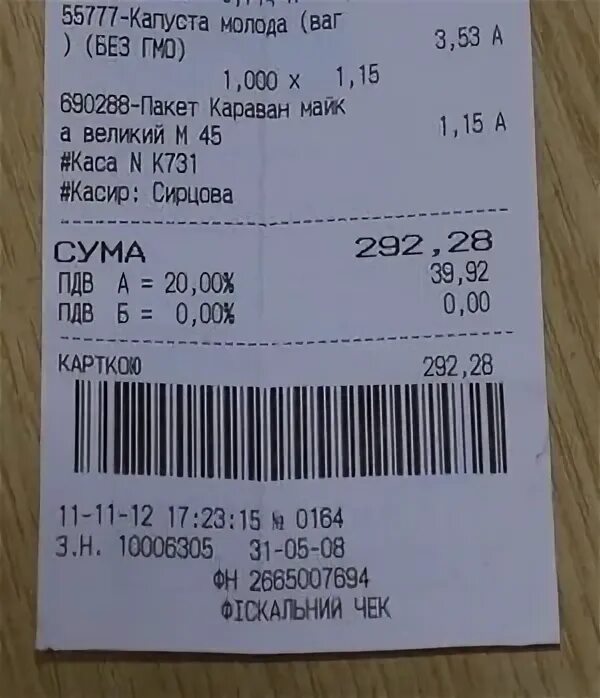 55777-Капуста молода (ваг
) (БЕЗ ГМО) 3,53 А
1,000 x 1,15
690288-Пакет Караван майк
а великий М 45 1,15 А
#Каса N К731
#Касир: Сирцова
СУМА 292,28
ПДВ А = 20,00% 39,92
ПДВ Б = 0,00% 0,00
КАРТКОЮ 292,28
11-11-12 17:23:15 № 0164
З.Н. 10006305 31-05-08
ФН 2665007694
ФІСКАЛЬНИЙ ЧЕК